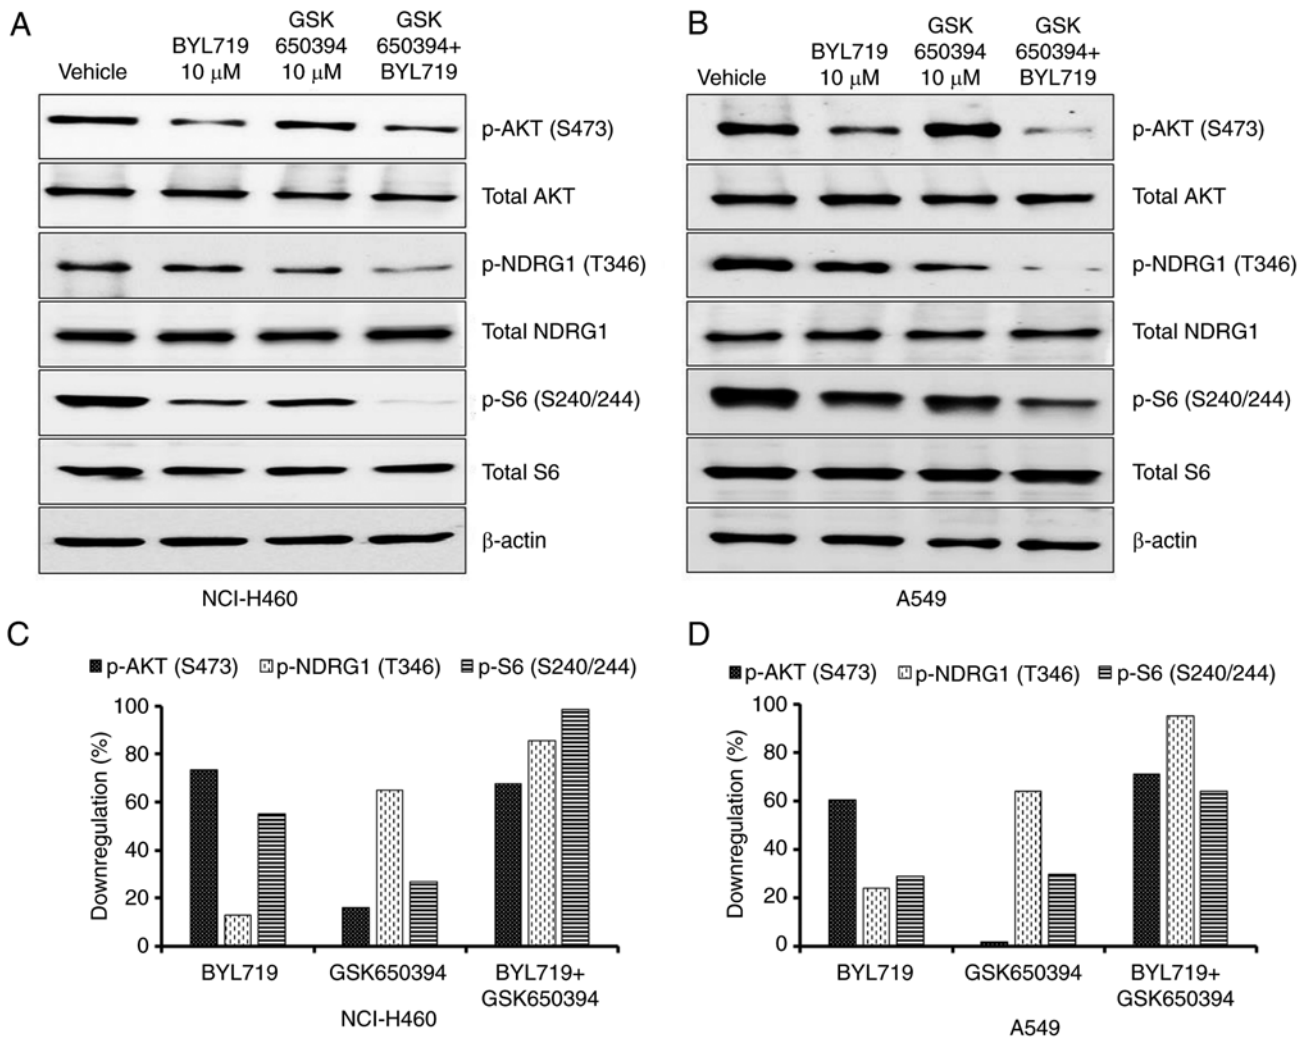 A
Vehicle
BYL719
10 μM
GSK
650394
10 μM
GSK
650394+
BYL719
p-AKT (S473)
Total AKT
p-NDRG1 (T346)
Total NDRG1
p-S6 (S240/244)
Total S6
β-actin
NCI-H460
B
Vehicle
BYL719
10 μM
GSK
650394
10 μM
GSK
650394+
BYL719
p-AKT (S473)
Total AKT
p-NDRG1 (T346)
Total NDRG1
p-S6 (S240/244)
Total S6
β-actin
A549
C
p-AKT (S473) p-NDRG1 (T346) p-S6 (S240/244)
Downregulation (%)
100
80
60
40
20
0
BYL719
GSK650394
BYL719+
GSK650394
NCI-H460
D
p-AKT (S473) p-NDRG1 (T346) p-S6 (S240/244)
Downregulation (%)
100
80
60
40
20
0
BYL719
GSK650394
BYL719+
GSK650394
A549